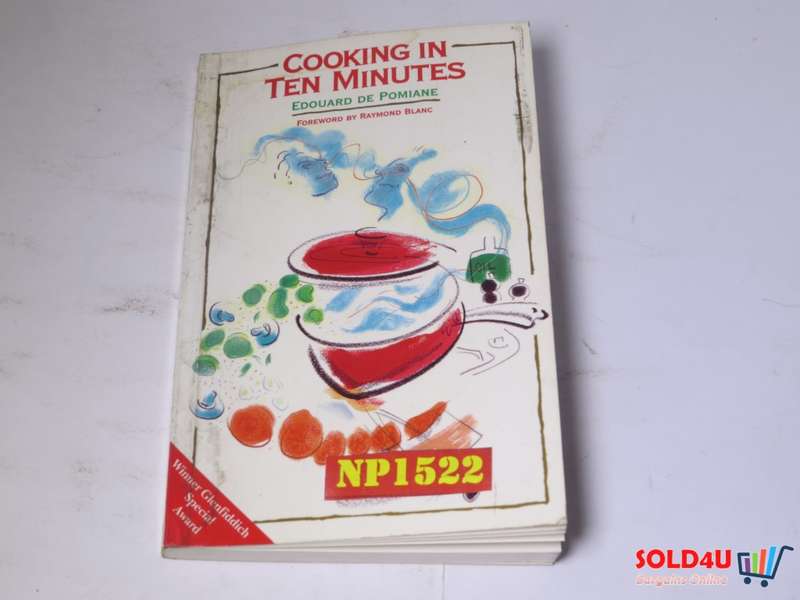 COOKING IN
TEN MINUTES
EDOUARD DE POMIANE
FOREWORD BY RAYMOND BLANC
NP1522
Winner Glenfiddich
Special
Award
SOLD4U
Bargains Online